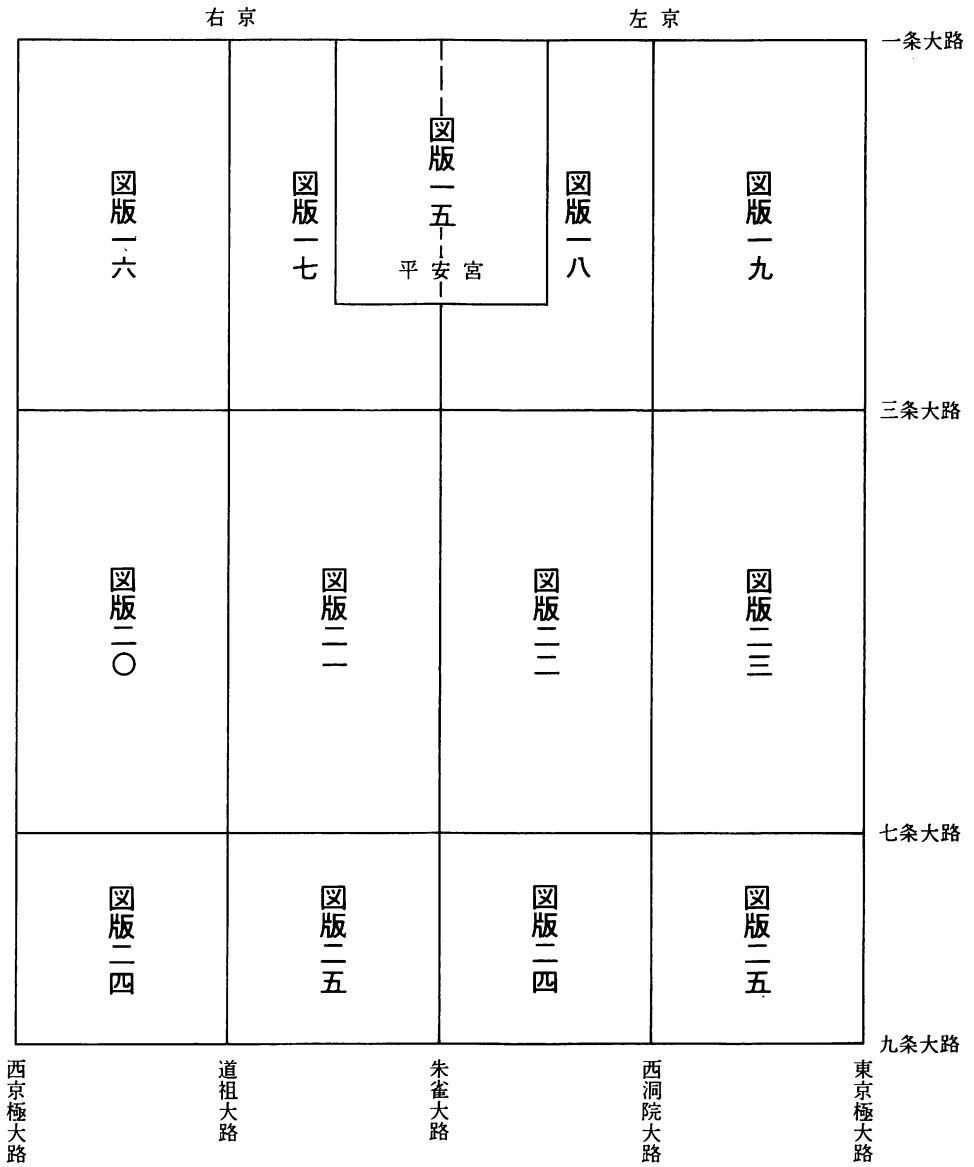 右京
左京
一条大路
図版一六
図版一七
図版一五
平安宮
図版一八
図版一九
三条大路
図版二〇
図版二一
図版二二
図版二三
七条大路
図版二四
図版二五
図版二四
図版二五
九条大路
西京極大路
道祖大路
朱雀大路
西洞院大路
東京極大路